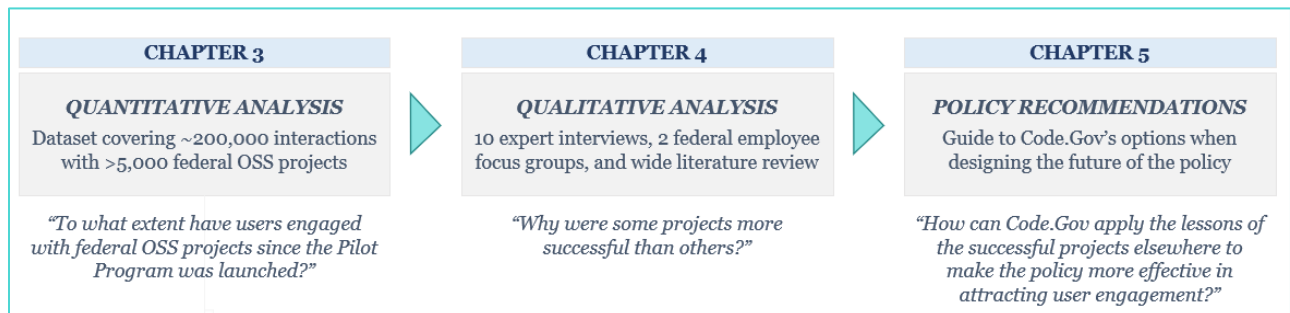 CHAPTER 3
QUANTITATIVE ANALYSIS
Dataset covering ~200,000 interactions
with >5,000 federal OSS projects
“To what extent have users engaged
with federal OSS projects since the Pilot
Program was launched?”
CHAPTER 4
QUALITATIVE ANALYSIS
10 expert interviews, 2 federal employee
focus groups, and wide literature review
“Why were some projects more
successful than others?”
CHAPTER 5
POLICY RECOMMENDATIONS
Guide to Code.Gov’s options when
designing the future of the policy
“How can Code.Gov apply the lessons of
the successful projects elsewhere to
make the policy more effective in
attracting user engagement?”